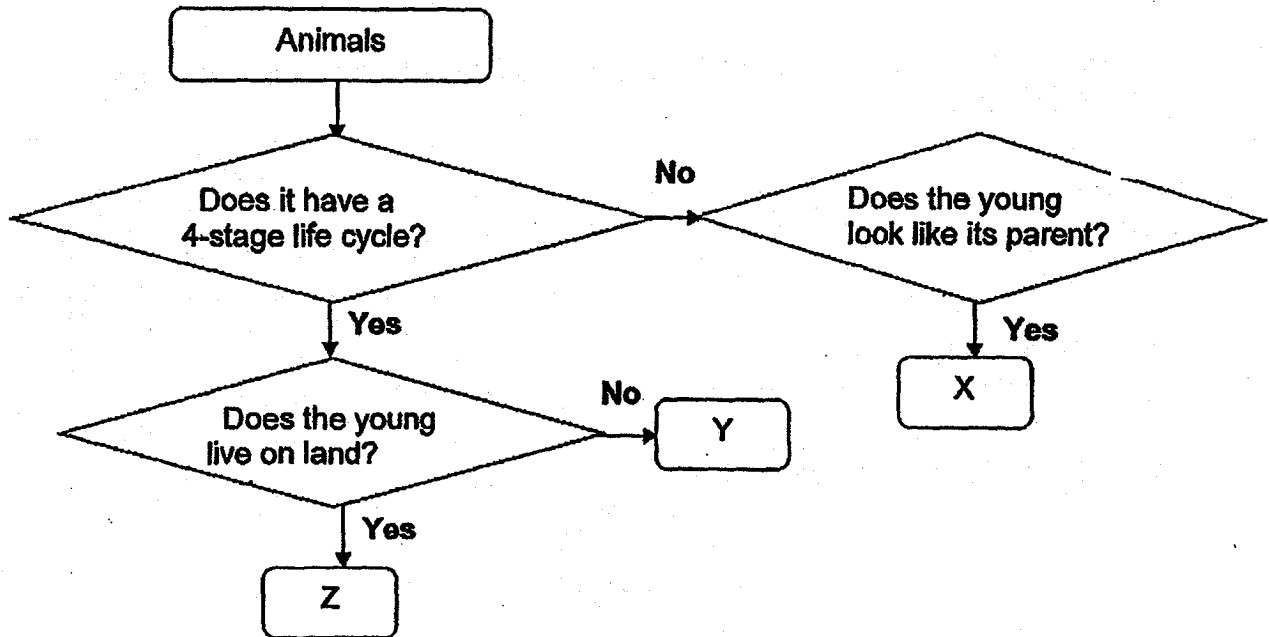 Animals
No
Does it have a
4-stage life cycle?
Does the young
look like its parent?
Yes
Yes
X
No
Does the young
live on land?
Y
Yes
Z